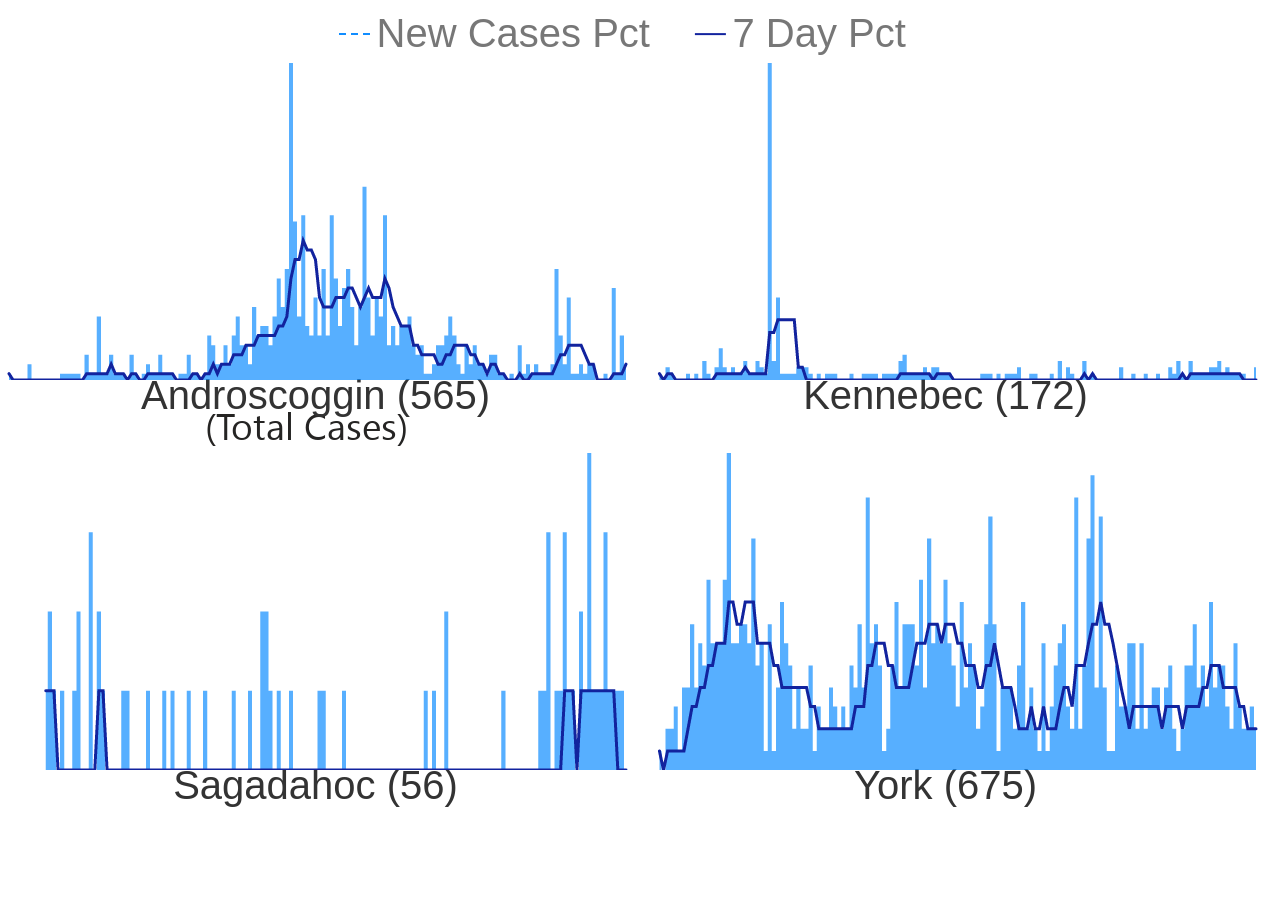 New Cases Pct 7 Day Pct
Androscoggin (565) Kennebec (172)
(Total Cases)
Sagadahoc (56) York (675)